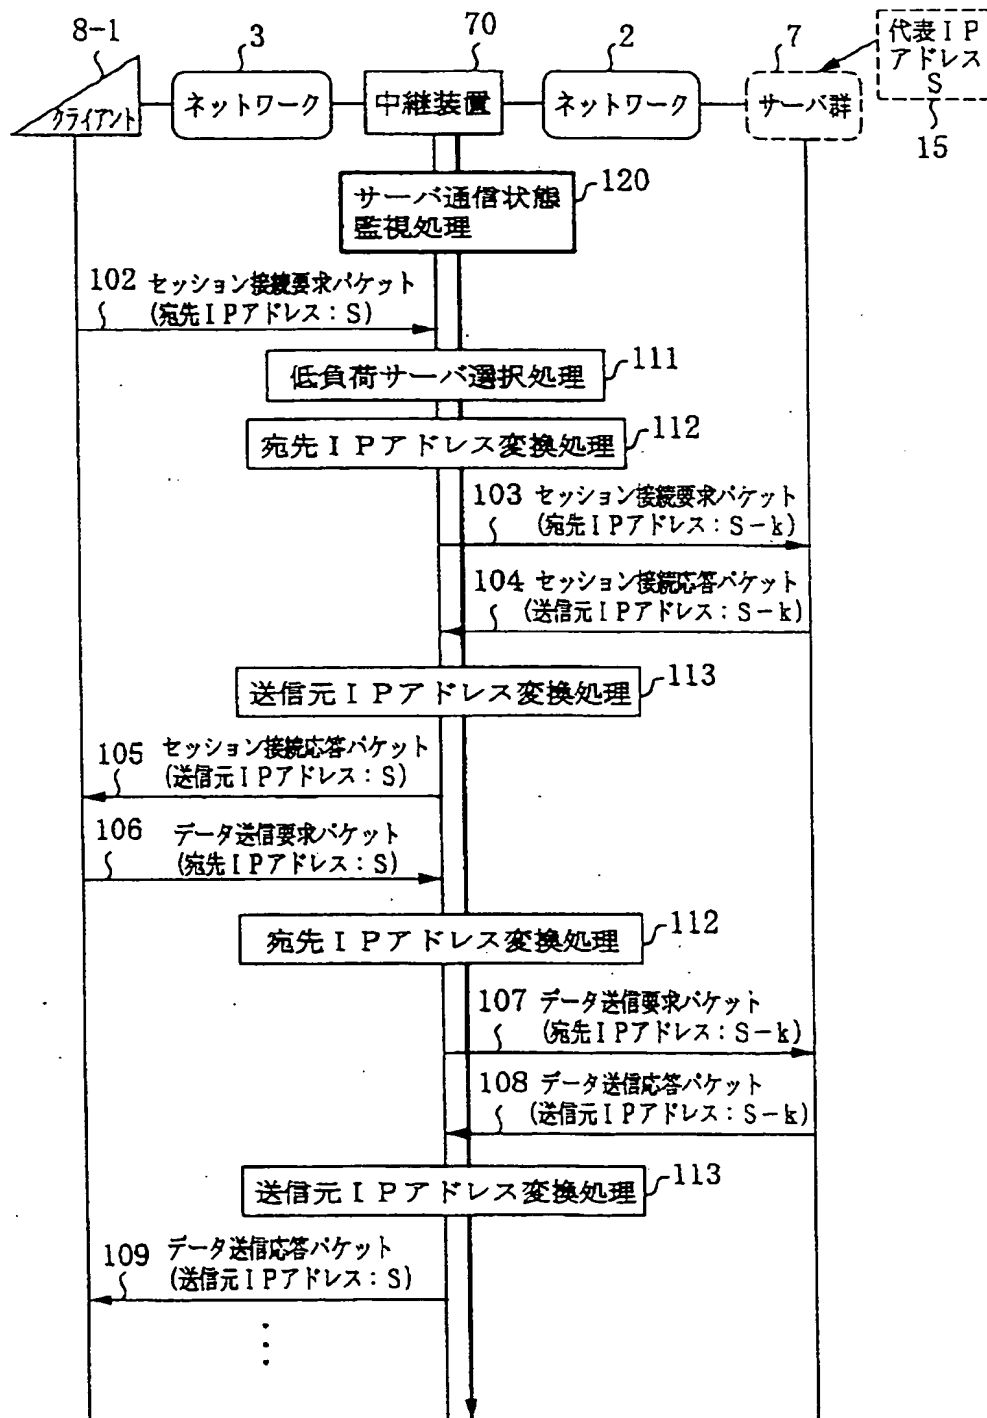 8-1
3
70
2
7
代表ＩＰ
アドレス
S
15
クライアント
ネットワーク
中継装置
ネットワーク
サーバ群
サーバ通信状態
監視処理
120
102 セッション接続要求パケット
(宛先ＩＰアドレス：S)
低負荷サーバ選択処理
111
宛先ＩＰアドレス変換処理
112
103 セッション接続要求パケット
(宛先ＩＰアドレス：S−k)
104 セッション接続応答パケット
(送信元ＩＰアドレス：S−k)
送信元ＩＰアドレス変換処理
113
105 セッション接続応答パケット
(送信元ＩＰアドレス：S)
106 データ送信要求パケット
(宛先ＩＰアドレス：S)
宛先ＩＰアドレス変換処理
112
107 データ送信要求パケット
(宛先ＩＰアドレス：S−k)
108 データ送信応答パケット
(送信元ＩＰアドレス：S−k)
送信元ＩＰアドレス変換処理
113
109 データ送信応答パケット
(送信元ＩＰアドレス：S)